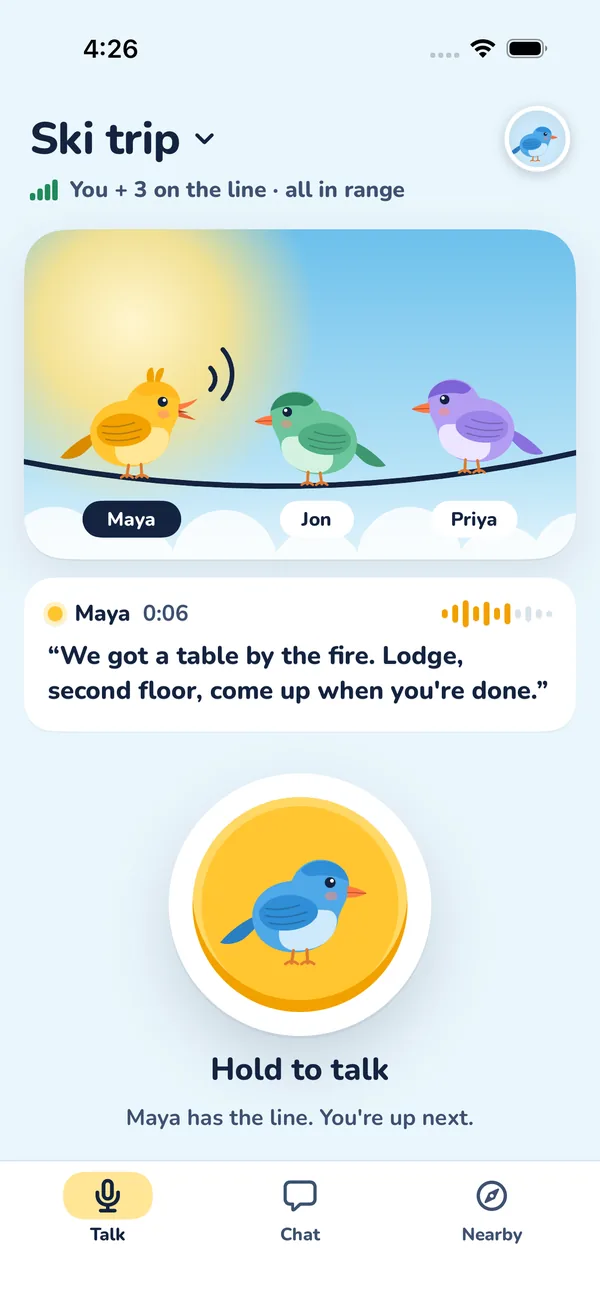 4:26
Ski trip
You + 3 on the line · all in range
Maya
Jon
Priya
Maya 0:06
“We got a table by the fire. Lodge,
second floor, come up when you're done.”
Hold to talk
Maya has the line. You're up next.
Talk
Chat
Nearby